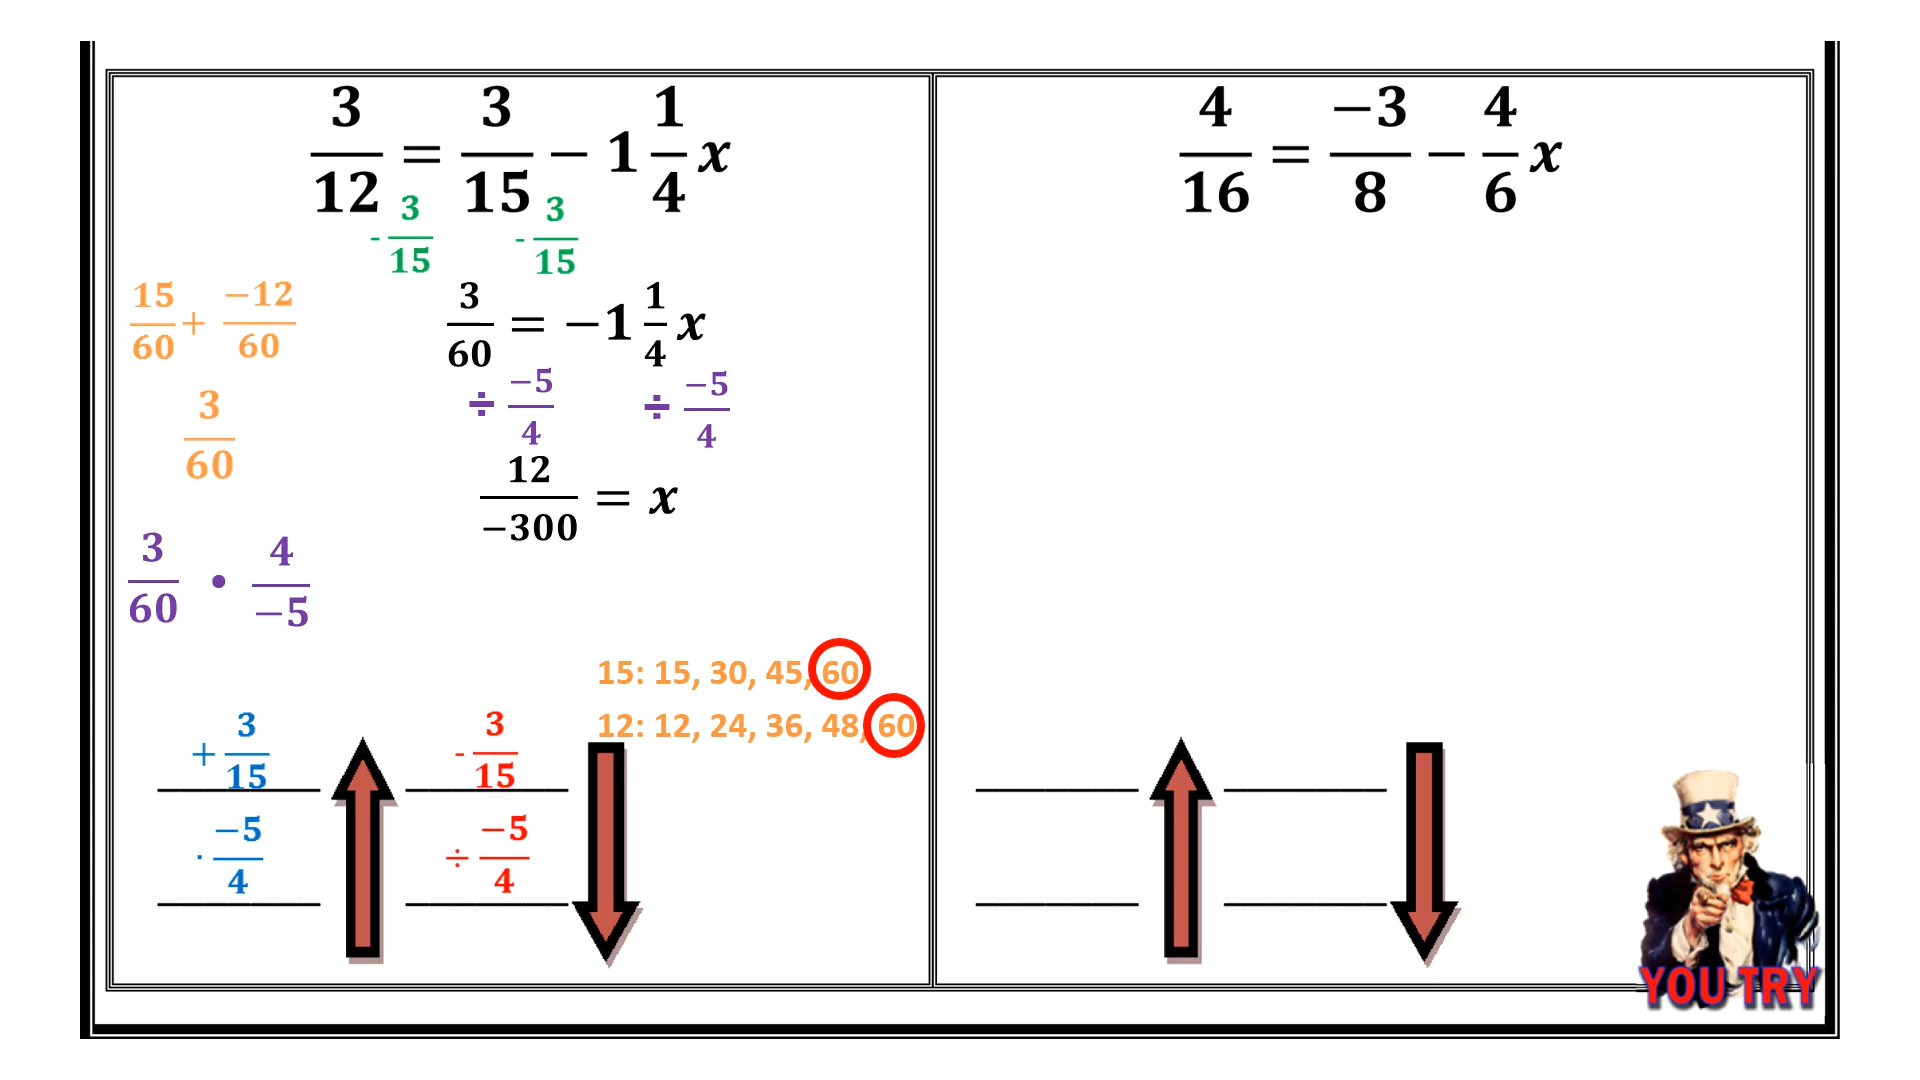 3/12 = 3/15 − 1 1/4 x
- 3/15 - 3/15
15/60 + −12/60
3/60 = −1 1/4 x
3/60
÷ −5/4 ÷ −5/4
12/−300 = x
3/60 • 4/−5
15: 15, 30, 45, 60
12: 12, 24, 36, 48, 60
+ 3/15 - 3/15
· −5/4 ÷ −5/4
4/16 = −3/8 − 4/6 x
YOU TRY